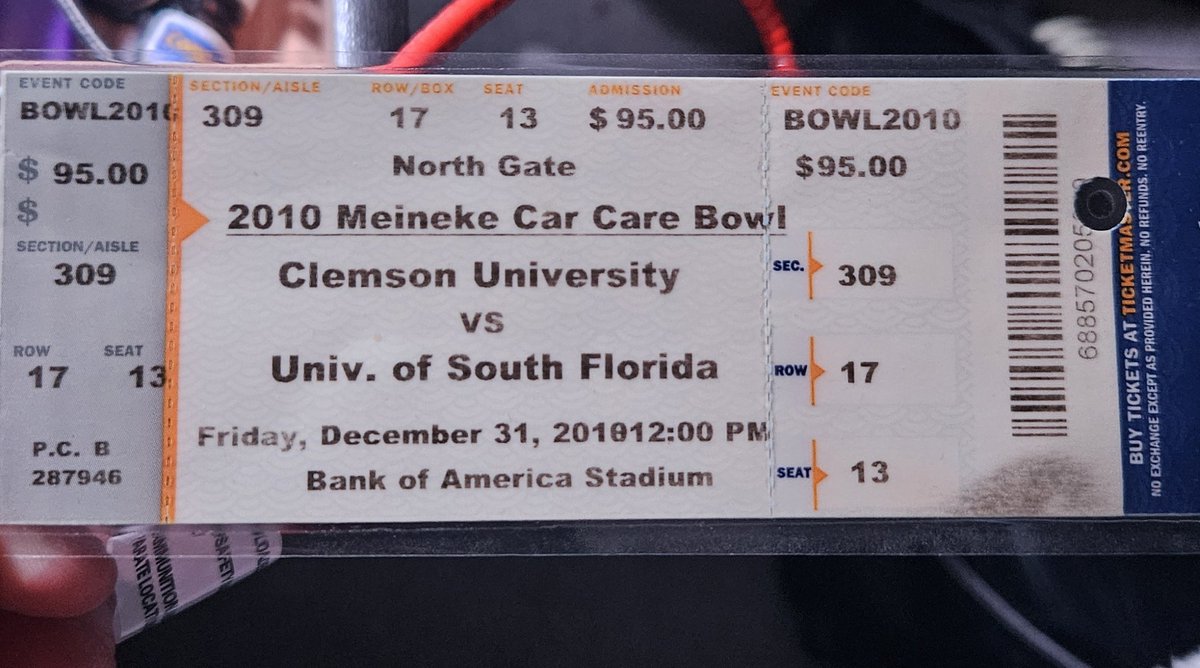 EVENT CODE
BOWL2010
$ 95.00
$
SECTION/AISLE
309
ROW SEAT
17 13
P.C. B
287946
SECTION/AISLE ROW/BOX SEAT ADMISSION
309 17 13 $ 95.00
North Gate
2010 Meineke Car Care Bowl
Clemson University
VS
Univ. of South Florida
Friday, December 31, 201012:00 PM
Bank of America Stadium
EVENT CODE
BOWL2010
$95.00
SEC. 309
ROW 17
SEAT 13
BUY TICKETS AT TICKETMASTER.COM
NO EXCHANGE EXCEPT AS PROVIDED HEREIN. NO REFUNDS. NO REENTRY.